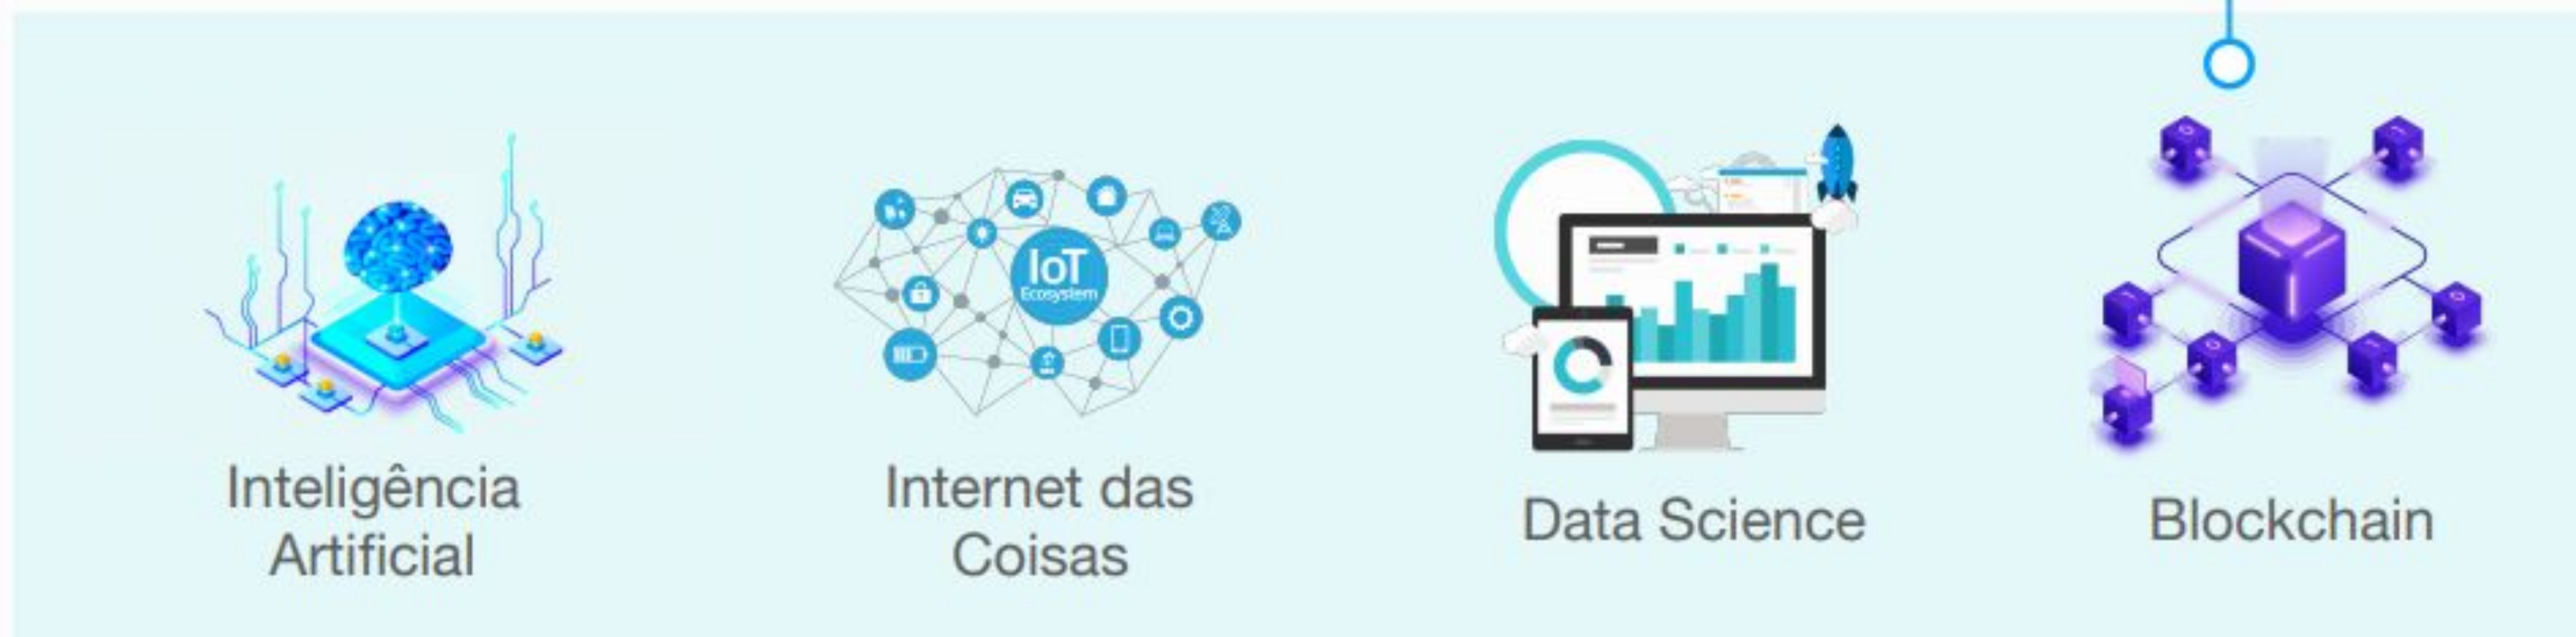 IoT
Ecosystem
Inteligência
Artificial
Internet das
Coisas
Data Science
Blockchain